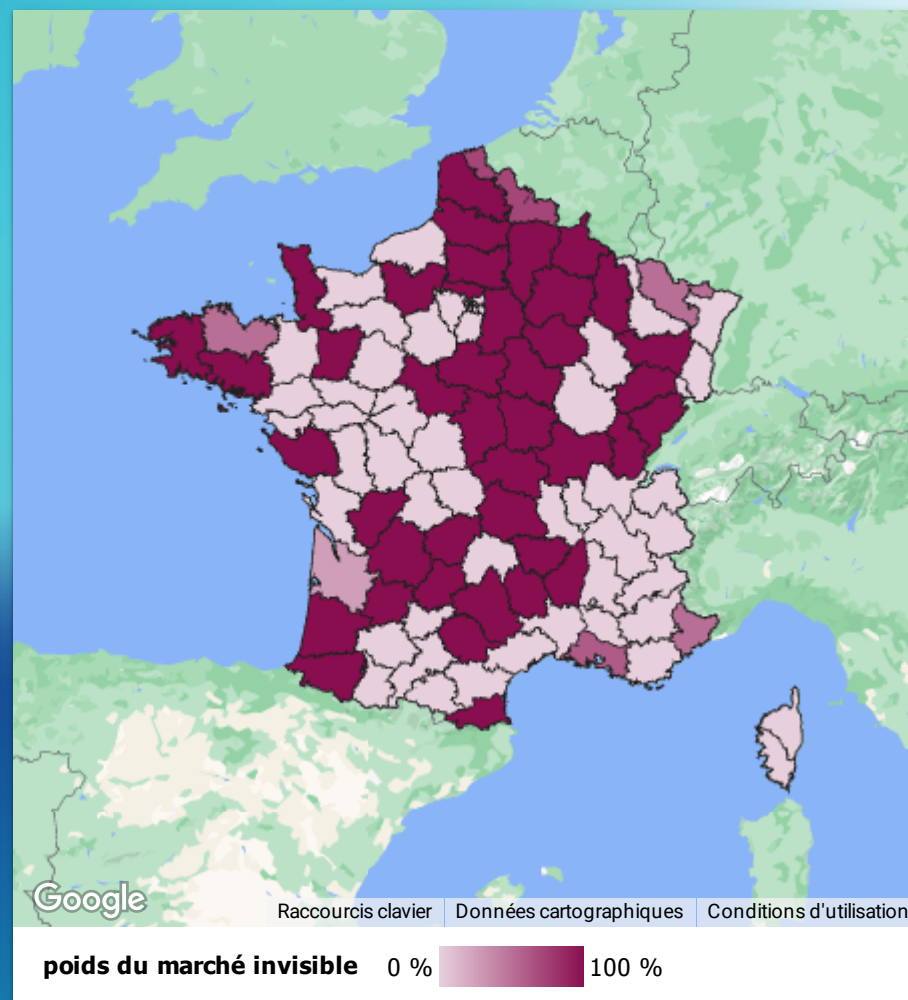 Google
Raccourcis clavier
Données cartographiques
Conditions d'utilisation
poids du marché invisible 0 % 100 %